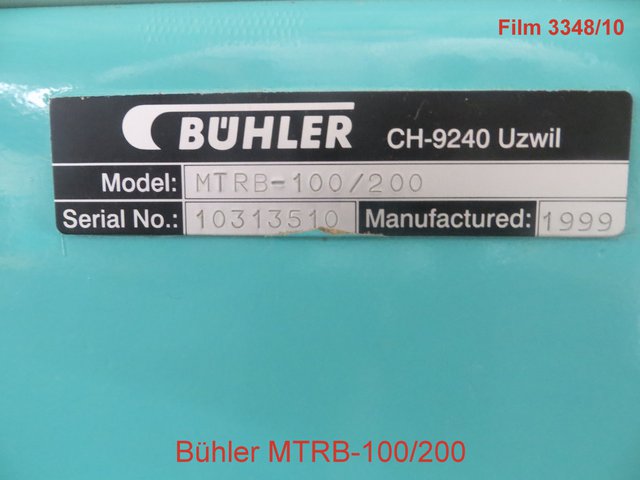 Film 3348/10
BÜHLER CH-9240 Uzwil
Model: MTRB-100/200
Serial No.: 10313510 Manufactured: 1999
Bühler MTRB-100/200